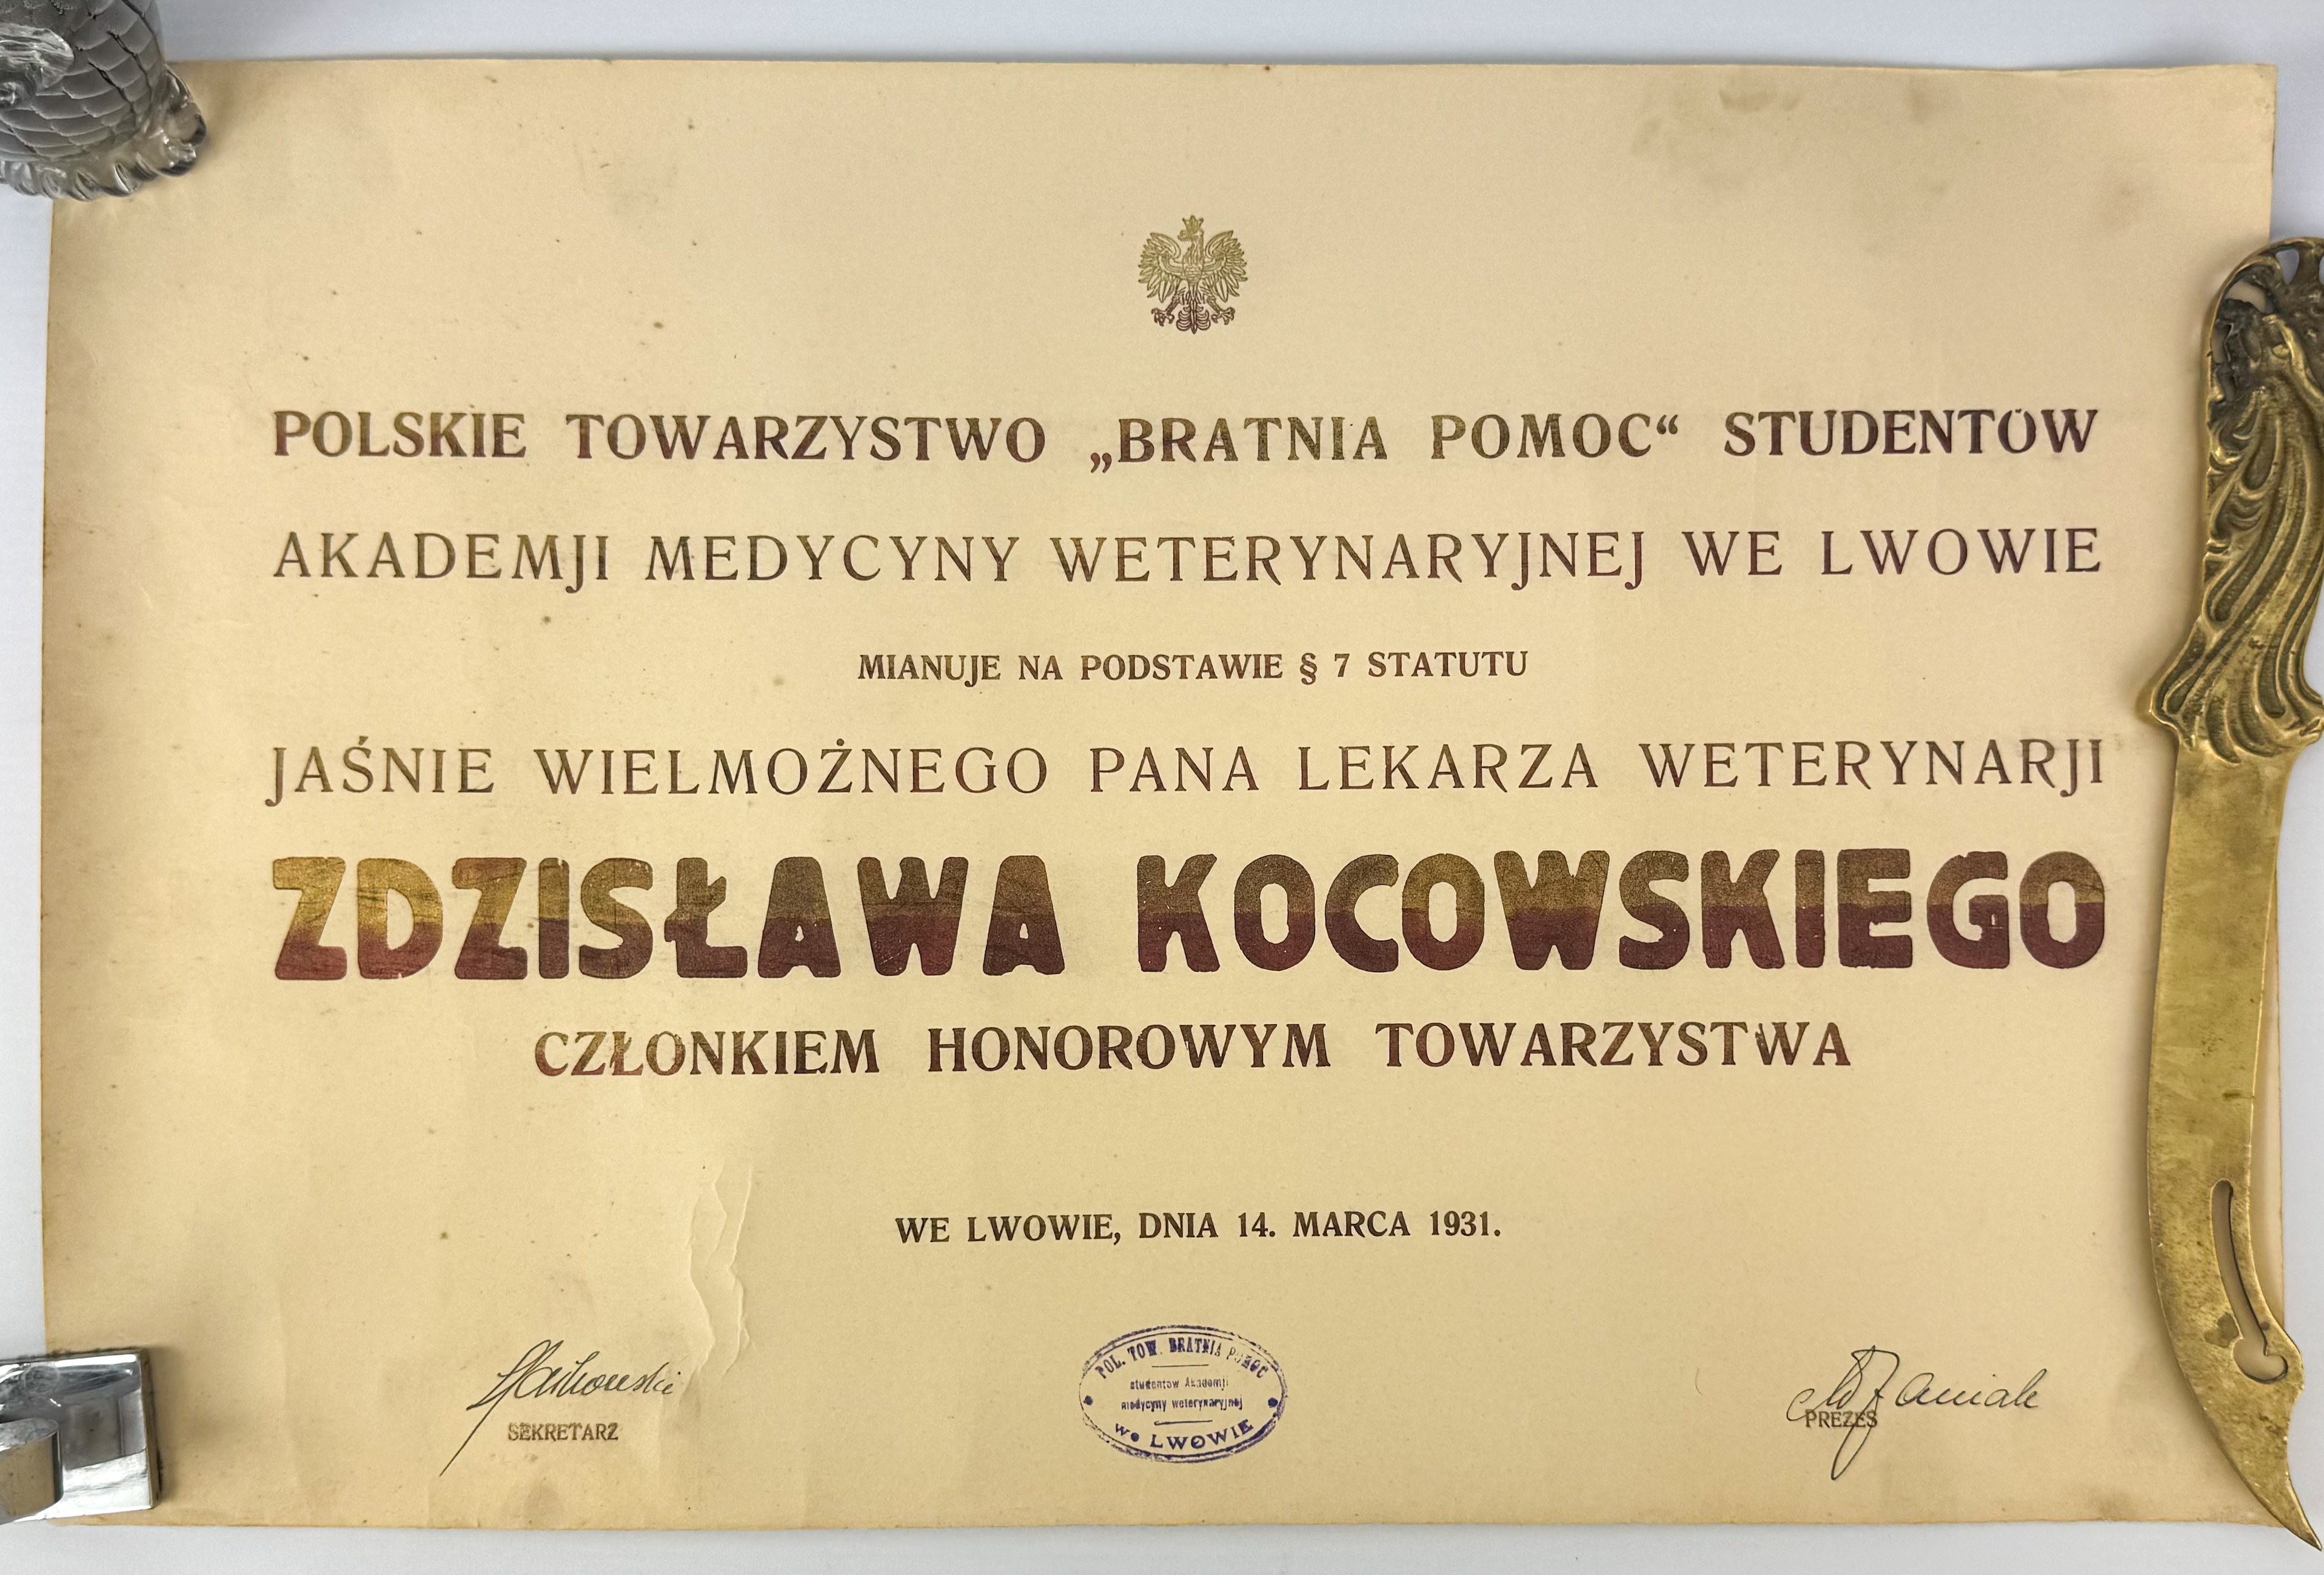 POLSKIE TOWARZYSTWO „BRATNIA POMOC“ STUDENTÓW
AKADEMJI MEDYCYNY WETERYNARYJNEJ WE LWOWIE
MIANUJE NA PODSTAWIE § 7 STATUTU
JAŚNIE WIELMOŻNEGO PANA LEKARZA WETERYNARJI
ZDZISŁAWA KOCOWSKIEGO
CZŁONKIEM HONOROWYM TOWARZYSTWA
WE LWOWIE, DNIA 14. MARCA 1931.
SEKRETARZ
POL. TOW. BRATNIA POMOC
studentów Akademji
medycyny weterynaryjnej
we LWOWIE
PREZES